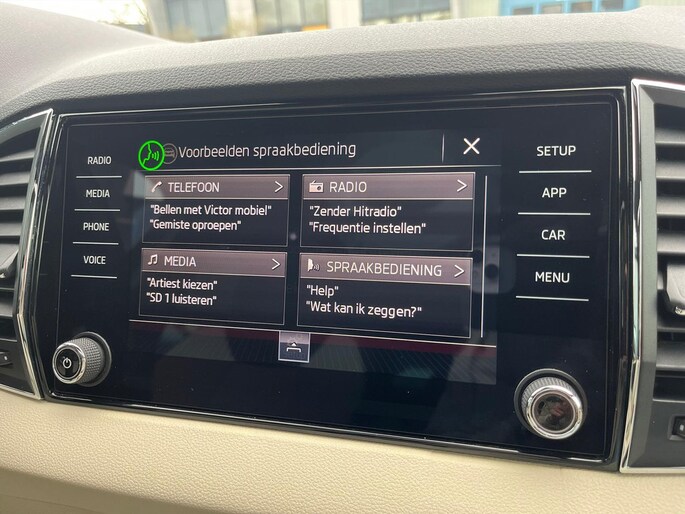 RADIO
MEDIA
PHONE
VOICE
Voorbeelden spraakbediening
TELEFOON
"Bellen met Victor mobiel"
"Gemiste oproepen"
RADIO
"Zender Hitradio"
"Frequentie instellen"
MEDIA
"Artiest kiezen"
"SD 1 luisteren"
SPRAAKBEDIENING
"Help"
"Wat kan ik zeggen?"
SETUP
APP
CAR
MENU